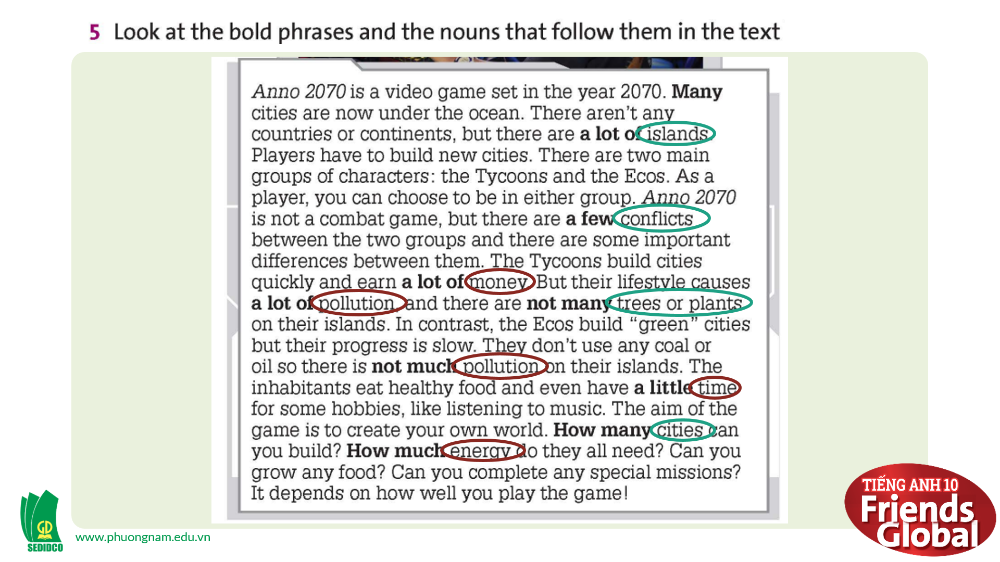 5 Look at the bold phrases and the nouns that follow them in the text
Anno 2070 is a video game set in the year 2070. Many
cities are now under the ocean. There aren't any
countries or continents, but there are a lot of islands.
Players have to build new cities. There are two main
groups of characters: the Tycoons and the Ecos. As a
player, you can choose to be in either group. Anno 2070
is not a combat game, but there are a few conflicts
between the two groups and there are some important
differences between them. The Tycoons build cities
quickly and earn a lot of money. But their lifestyle causes
a lot of pollution, and there are not many trees or plants
on their islands. In contrast, the Ecos build “green” cities
but their progress is slow. They don't use any coal or
oil so there is not much pollution on their islands. The
inhabitants eat healthy food and even have a little time
for some hobbies, like listening to music. The aim of the
game is to create your own world. How many cities can
you build? How much energy do they all need? Can you
grow any food? Can you complete any special missions?
It depends on how well you play the game!
GD
SEDIDCO
www.phuongnam.edu.vn
TIẾNG ANH 10
Friends
Global